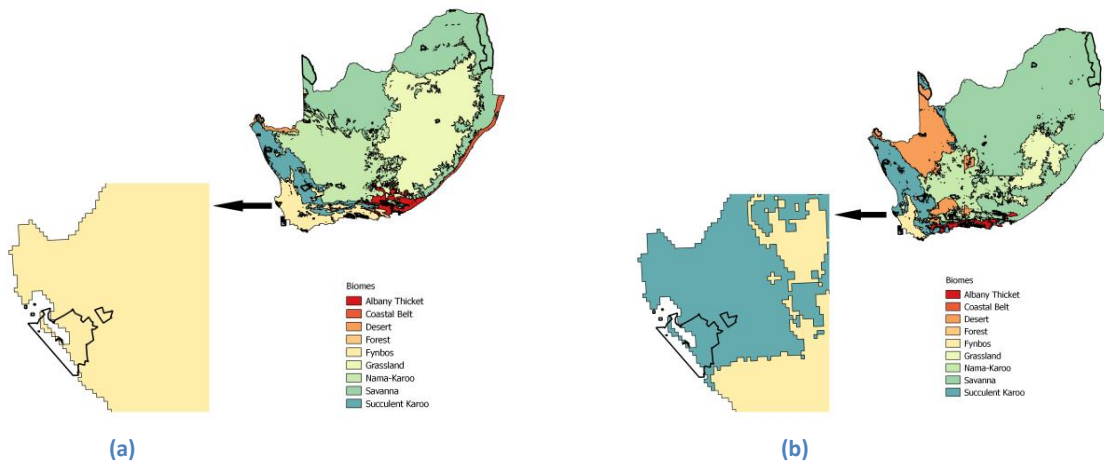 Biomes
Albany Thicket
Coastal Belt
Desert
Forest
Fynbos
Grassland
Nama-Karoo
Savanna
Succulent Karoo
(a)
Biomes
Albany Thicket
Coastal Belt
Desert
Forest
Fynbos
Grassland
Nama-Karoo
Savanna
Succulent Karoo
(b)